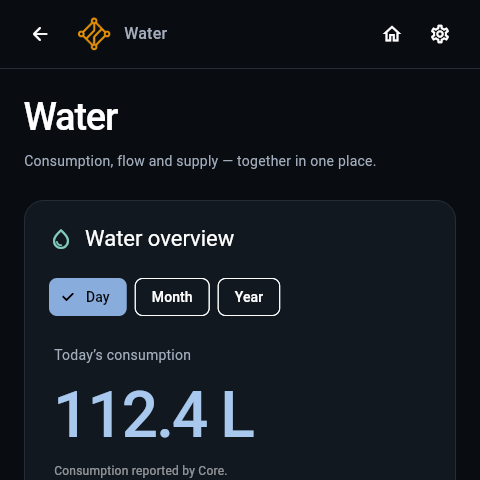 Water
Water
Consumption, flow and supply — together in one place.
Water overview
Day Month Year
Today's consumption
112.4 L
Consumption reported by Core.